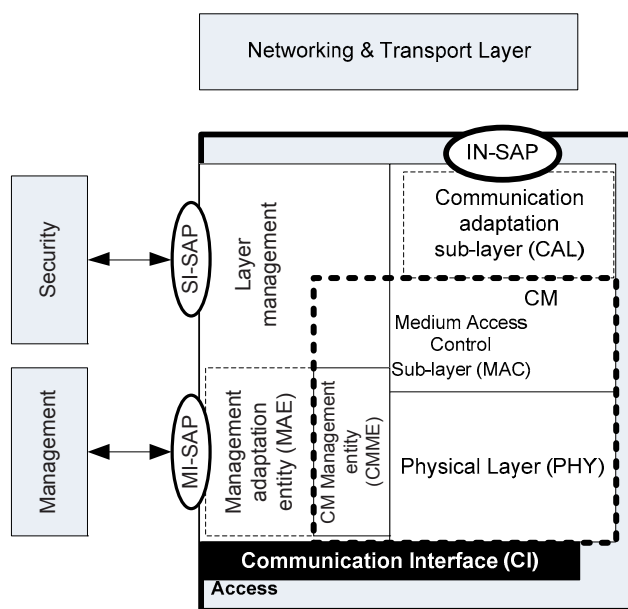 Networking & Transport Layer
IN-SAP
Security
SI-SAP
Layer
management
Communication
adaptation
sub-layer (CAL)
CM
Medium Access
Control
Sub-layer (MAC)
Management
MI-SAP
Management
adaptation
entity (MAE)
CM Management
entity
(CMME)
Physical Layer (PHY)
Communication Interface (CI)
Access